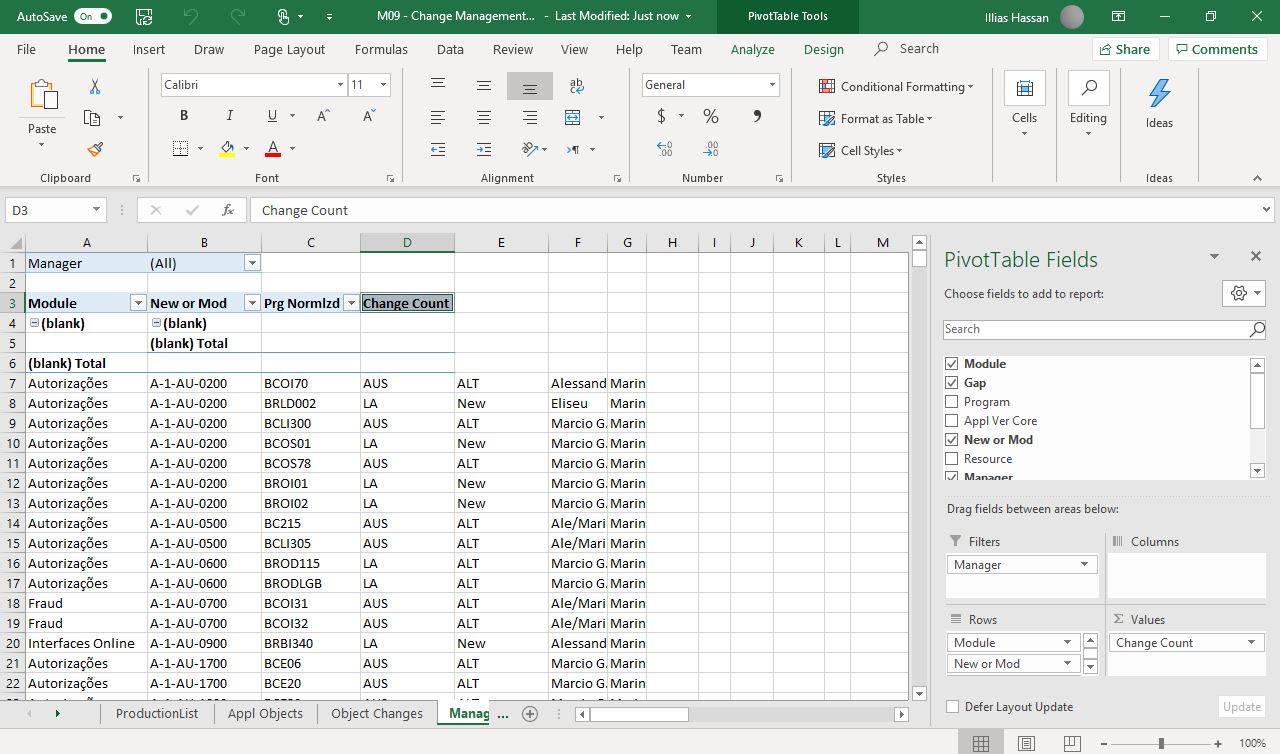 AutoSave On M09 - Change Management... - Last Modified: Just now PivotTable Tools Illias Hassan
File Home Insert Draw Page Layout Formulas Data Review View Help Team Analyze Design Search Share Comments
Paste
Calibri 11
B I U A A
A
ab
General
$ % 9
.00 .0
Conditional Formatting
Format as Table
Cell Styles
Cells
Editing
Ideas
Clipboard Font Alignment Number Styles Ideas
D3 fx Change Count
A B C D E F G H I J K L M
1 Manager (All)
2
3 Module New or Mod Prg Normlzd Change Count
4 (blank) (blank)
5 (blank) Total
6 (blank) Total
7 Autorizações A-1-AU-0200 BCOI70 AUS ALT Alessand Marin
8 Autorizações A-1-AU-0200 BRLD002 LA New Eliseu Marin
9 Autorizações A-1-AU-0200 BCLI300 AUS ALT Marcio G. Marin
10 Autorizações A-1-AU-0200 BCOS01 LA New Marcio G. Marin
11 Autorizações A-1-AU-0200 BCOS78 AUS ALT Marcio G. Marin
12 Autorizações A-1-AU-0200 BROI01 LA New Marcio G. Marin
13 Autorizações A-1-AU-0200 BROI02 LA New Marcio G. Marin
14 Autorizações A-1-AU-0500 BC215 AUS ALT Ale/Mari Marin
15 Autorizações A-1-AU-0500 BCLI305 AUS ALT Ale/Mari Marin
16 Autorizações A-1-AU-0600 BROD115 LA ALT Marcio G. Marin
17 Autorizações A-1-AU-0600 BRODLGB LA ALT Marcio G. Marin
18 Fraud A-1-AU-0700 BCOI31 AUS ALT Ale/Mari Marin
19 Fraud A-1-AU-0700 BCOI32 AUS ALT Ale/Mari Marin
20 Interfaces Online A-1-AU-0900 BRBI340 LA New Alessand Marin
21 Autorizações A-1-AU-1700 BCE06 AUS ALT Marcio G. Marin
22 Autorizações A-1-AU-1700 BCE20 AUS ALT Marcio G. Marin
PivotTable Fields
Choose fields to add to report:
Search
Module
Gap
Program
Appl Ver Core
New or Mod
Resource
Manager
Drag fields between areas below:
Filters Columns
Manager
Rows Values
Module Change Count
New or Mod
Defer Layout Update Update
ProductionList Appl Objects Object Changes Manag ...
100%